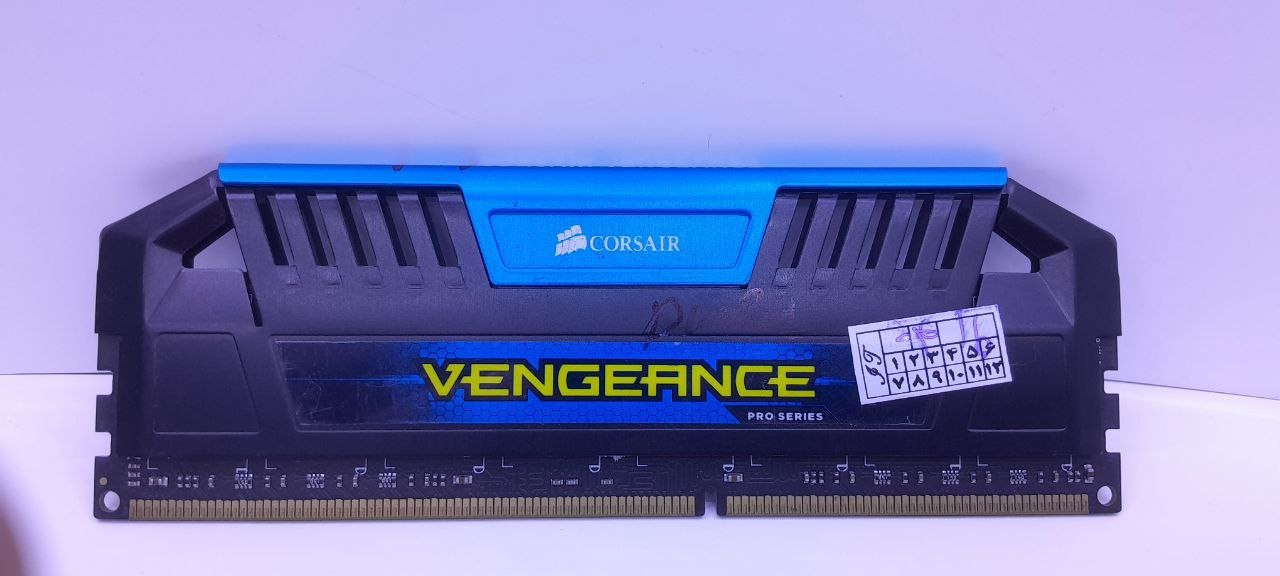 CORSAIR
VENGEANCE
PRO SERIES
۱ ۲ ۳ ۴ ۵ ۶
۷ ۸ ۹ ۱۰ ۱۱ ۱۲